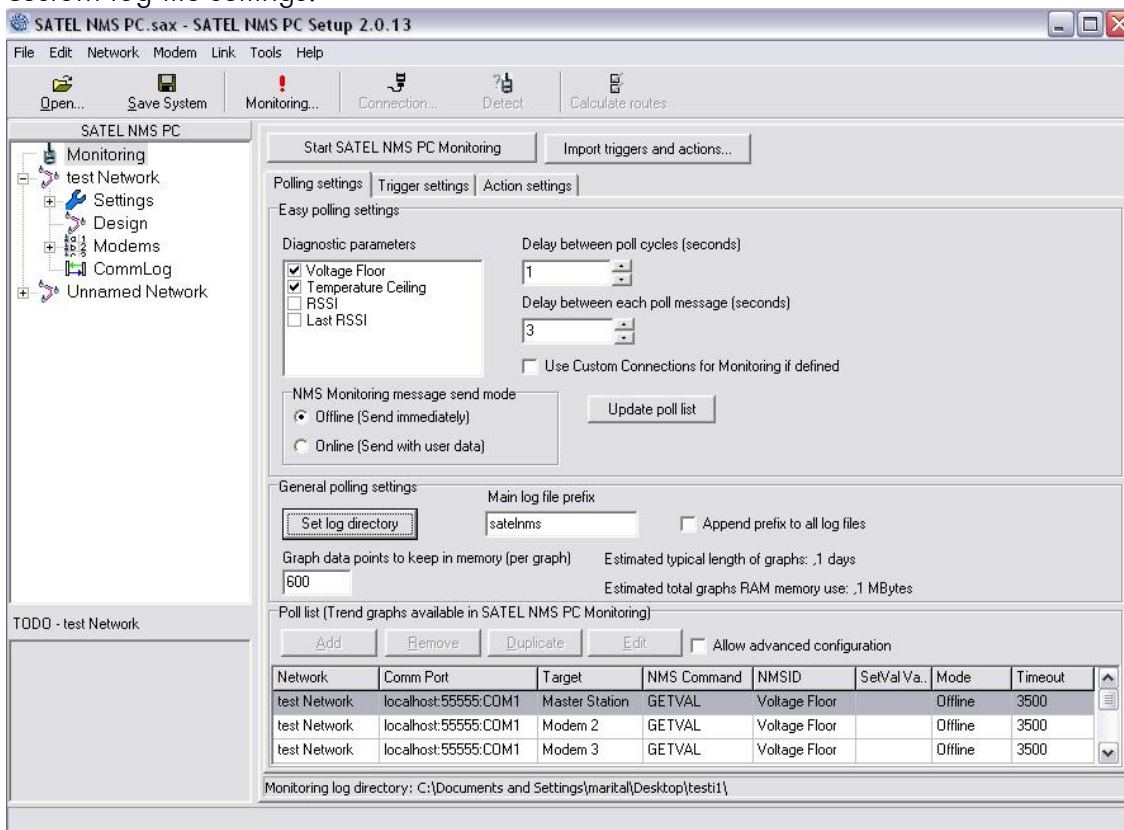 SATEL NMS PC.sax - SATEL NMS PC Setup 2.0.13
File Edit Network Modem Link Tools Help
Open... Save System Monitoring... Connection... Detect Calculate routes
SATEL NMS PC
Monitoring
test Network
Settings
Design
Modems
CommLog
Unnamed Network
TODO - test Network
Start SATEL NMS PC Monitoring Import triggers and actions...
Polling settings Trigger settings Action settings
Easy polling settings
Diagnostic parameters
Voltage Floor
Temperature Ceiling
RSSI
Last RSSI
Delay between poll cycles (seconds)
1
Delay between each poll message (seconds)
3
Use Custom Connections for Monitoring if defined
NMS Monitoring message send mode
Offline (Send immediately)
Online (Send with user data)
Update poll list
General polling settings
Main log file prefix
Set log directory satelnms Append prefix to all log files
Graph data points to keep in memory (per graph) Estimated typical length of graphs: ,1 days
600
Estimated total graphs RAM memory use: ,1 MBytes
Poll list (Trend graphs available in SATEL NMS PC Monitoring)
Add Remove Duplicate Edit Allow advanced configuration
Network Comm Port Target NMS Command NMSID SetVal Va.. Mode Timeout
test Network localhost:55555:COM1 Master Station GETVAL Voltage Floor Offline 3500
test Network localhost:55555:COM1 Modem 2 GETVAL Voltage Floor Offline 3500
test Network localhost:55555:COM1 Modem 3 GETVAL Voltage Floor Offline 3500
Monitoring log directory: C:\Documents and Settings\marital\Desktop\testi1\